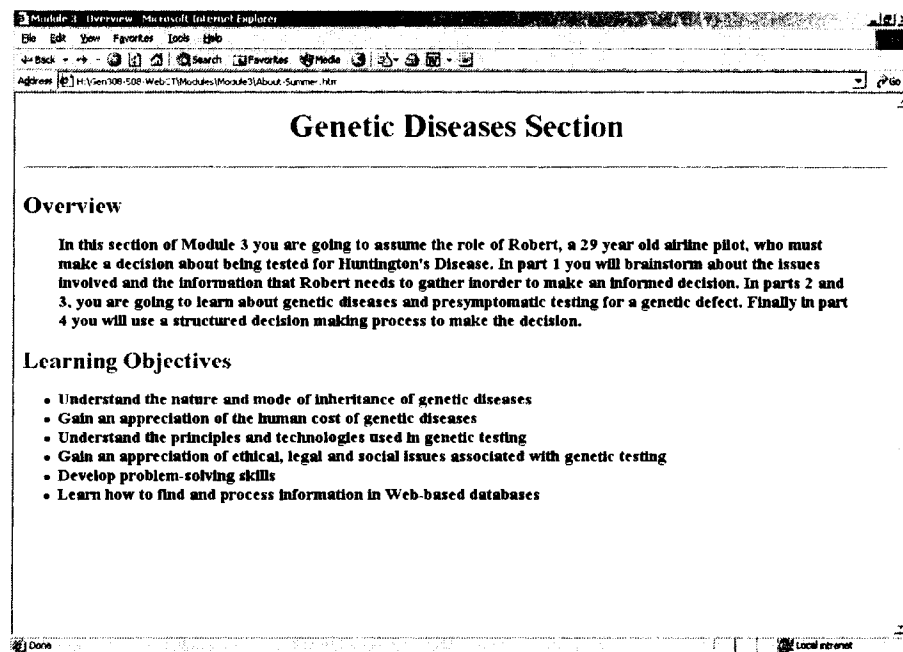 Module 3 Overview Microsoft Internet Explorer
File Edit View Favorites Tools Help
Back Search Favorites Media
Address H:\Gen308-508-WebCT\Modules\Module3\About-Summer.htm Go
Genetic Diseases Section
Overview
In this section of Module 3 you are going to assume the role of Robert, a 29 year old airline pilot, who must
make a decision about being tested for Huntington's Disease. In part 1 you will brainstorm about the issues
involved and the information that Robert needs to gather inorder to make an informed decision. In parts 2 and
3, you are going to learn about genetic diseases and presymptomatic testing for a genetic defect. Finally in part
4 you will use a structured decision making process to make the decision.
Learning Objectives
• Understand the nature and mode of inheritance of genetic diseases
• Gain an appreciation of the human cost of genetic diseases
• Understand the principles and technologies used in genetic testing
• Gain an appreciation of ethical, legal and social issues associated with genetic testing
• Develop problem-solving skills
• Learn how to find and process information in Web-based databases
Done Local intranet